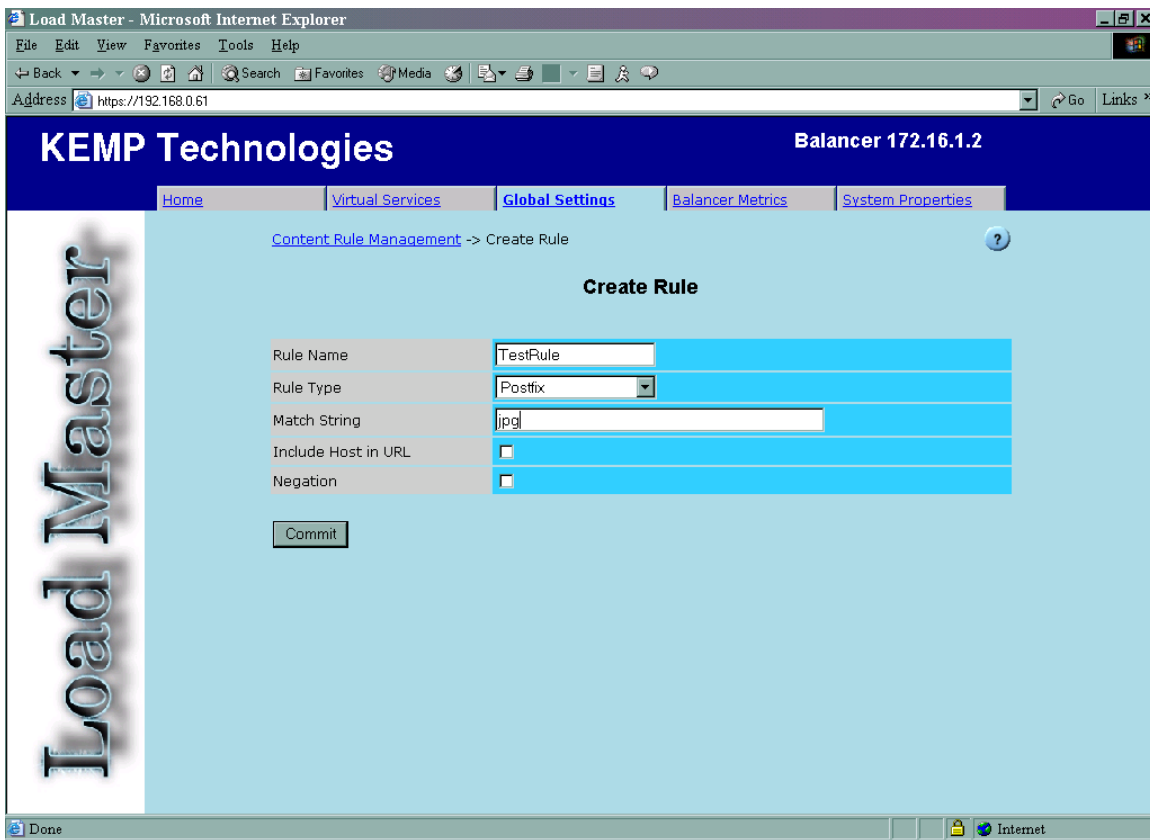 Load Master - Microsoft Internet Explorer
File Edit View Favorites Tools Help
Back Search Favorites Media
Address https://192.168.0.61 Go Links »
KEMP Technologies
Balancer 172.16.1.2
Home Virtual Services Global Settings Balancer Metrics System Properties
Load Master
Content Rule Management -> Create Rule ?
Create Rule
Rule Name TestRule
Rule Type Postfix
Match String jpg
Include Host in URL
Negation
Commit
Done Internet